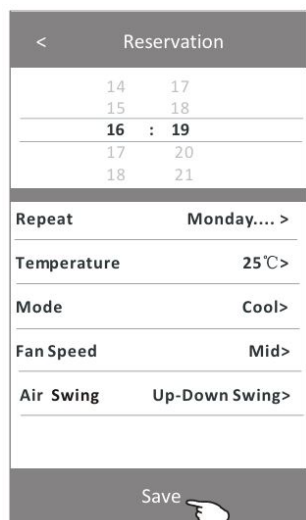 < Reservation
14 17
15 18
16 : 19
17 20
18 21
Repeat Monday.... >
Temperature 25℃>
Mode Cool>
Fan Speed Mid>
Air Swing Up-Down Swing>
Save